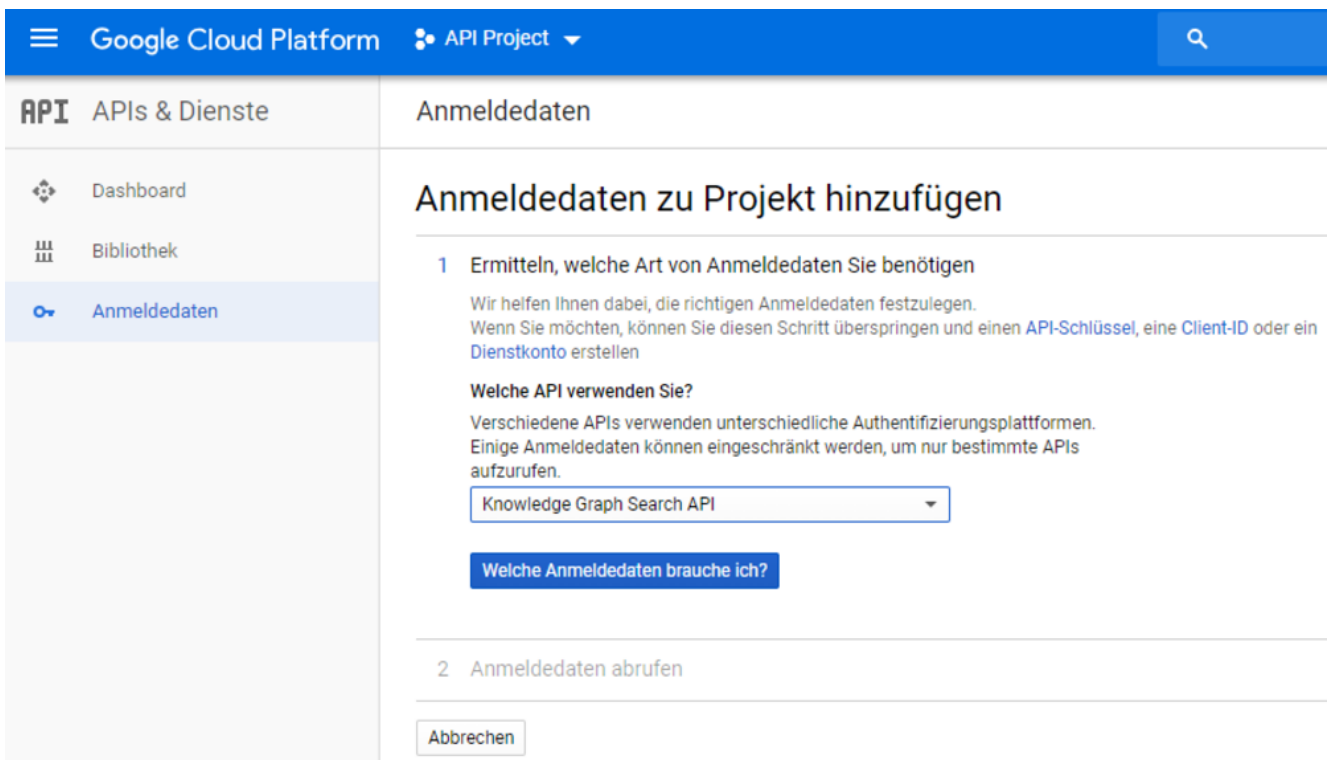 Google Cloud Platform
API Project
API APIs & Dienste
Anmeldedaten
Dashboard
Bibliothek
Anmeldedaten
Anmeldedaten zu Projekt hinzufügen
1 Ermitteln, welche Art von Anmeldedaten Sie benötigen
Wir helfen Ihnen dabei, die richtigen Anmeldedaten festzulegen.
Wenn Sie möchten, können Sie diesen Schritt überspringen und einen API-Schlüssel, eine Client-ID oder ein
Dienstkonto erstellen
Welche API verwenden Sie?
Verschiedene APIs verwenden unterschiedliche Authentifizierungsplattformen.
Einige Anmeldedaten können eingeschränkt werden, um nur bestimmte APIs
aufzurufen.
Knowledge Graph Search API
Welche Anmeldedaten brauche ich?
2 Anmeldedaten abrufen
Abbrechen